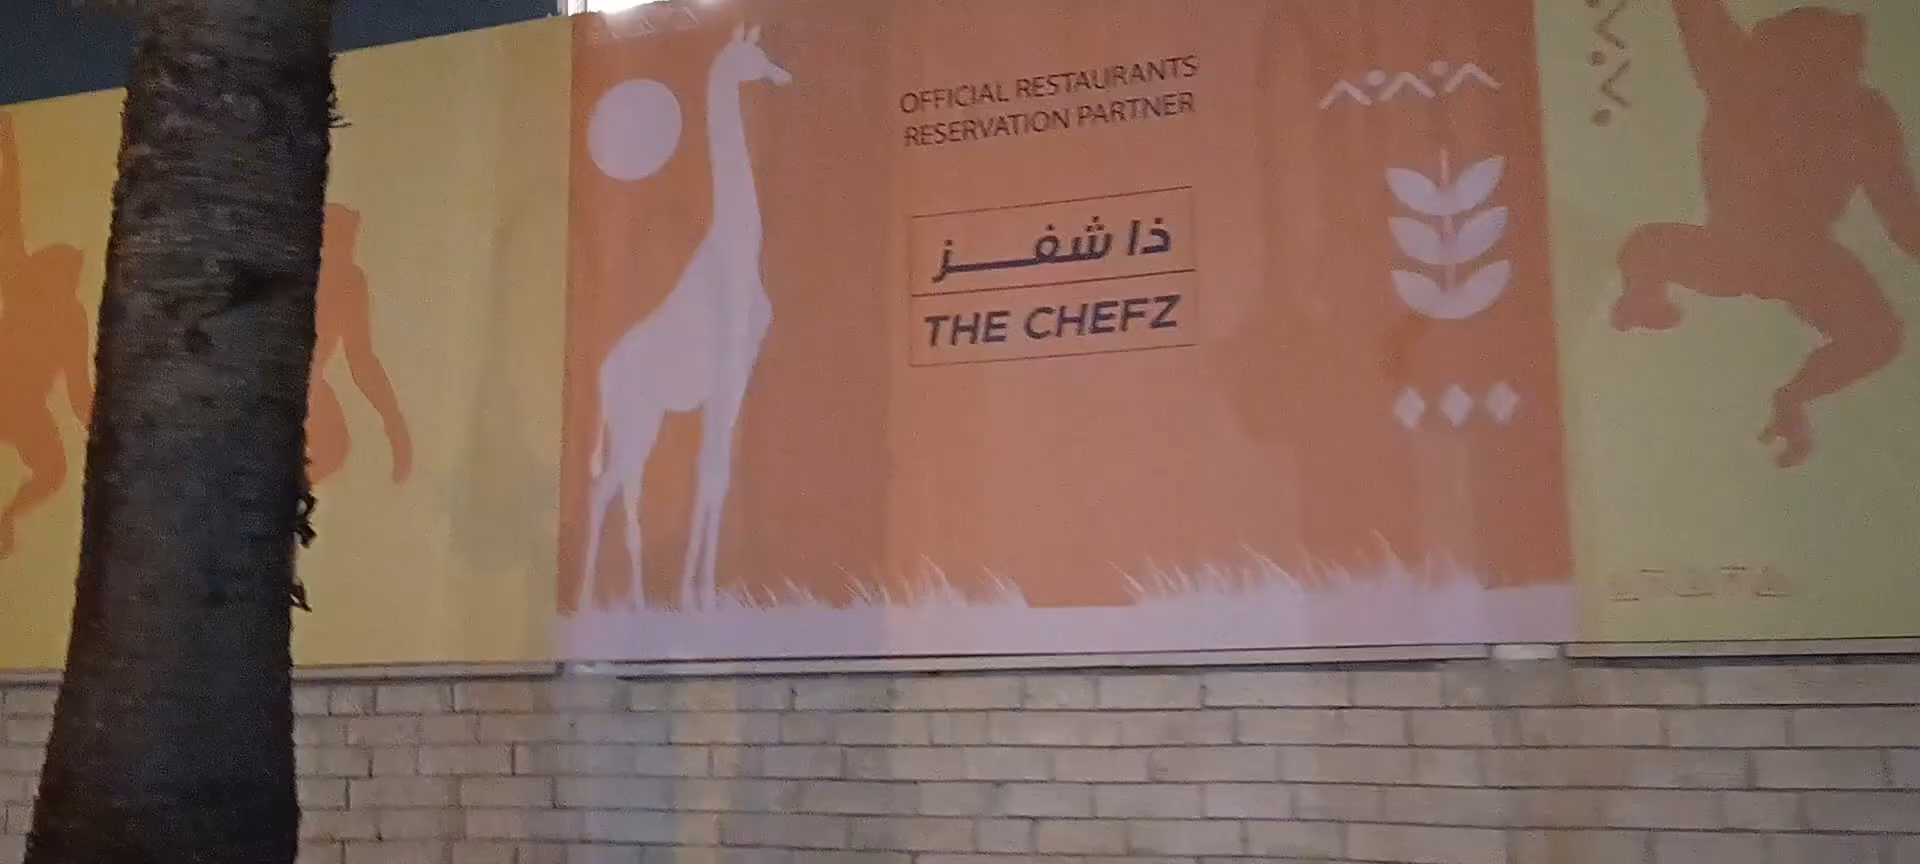 OFFICIAL RESTAURANTS
RESERVATION PARTNER
ذا شفز
THE CHEFZ